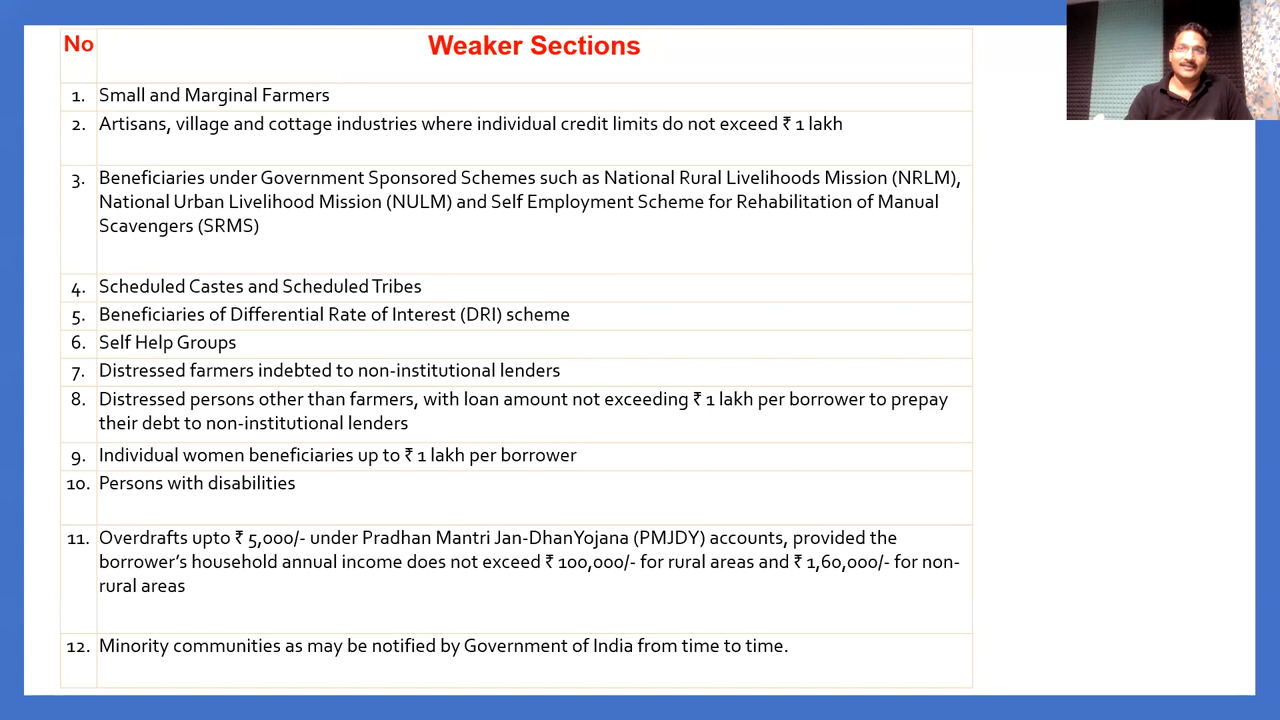 No Weaker Sections
1. Small and Marginal Farmers
2. Artisans, village and cottage industries where individual credit limits do not exceed ₹ 1 lakh
3. Beneficiaries under Government Sponsored Schemes such as National Rural Livelihoods Mission (NRLM),
National Urban Livelihood Mission (NULM) and Self Employment Scheme for Rehabilitation of Manual
Scavengers (SRMS)
4. Scheduled Castes and Scheduled Tribes
5. Beneficiaries of Differential Rate of Interest (DRI) scheme
6. Self Help Groups
7. Distressed farmers indebted to non-institutional lenders
8. Distressed persons other than farmers, with loan amount not exceeding ₹ 1 lakh per borrower to prepay
their debt to non-institutional lenders
9. Individual women beneficiaries up to ₹ 1 lakh per borrower
10. Persons with disabilities
11. Overdrafts upto ₹ 5,000/- under Pradhan Mantri Jan-DhanYojana (PMJDY) accounts, provided the
borrower’s household annual income does not exceed ₹ 100,000/- for rural areas and ₹ 1,60,000/- for non-
rural areas
12. Minority communities as may be notified by Government of India from time to time.